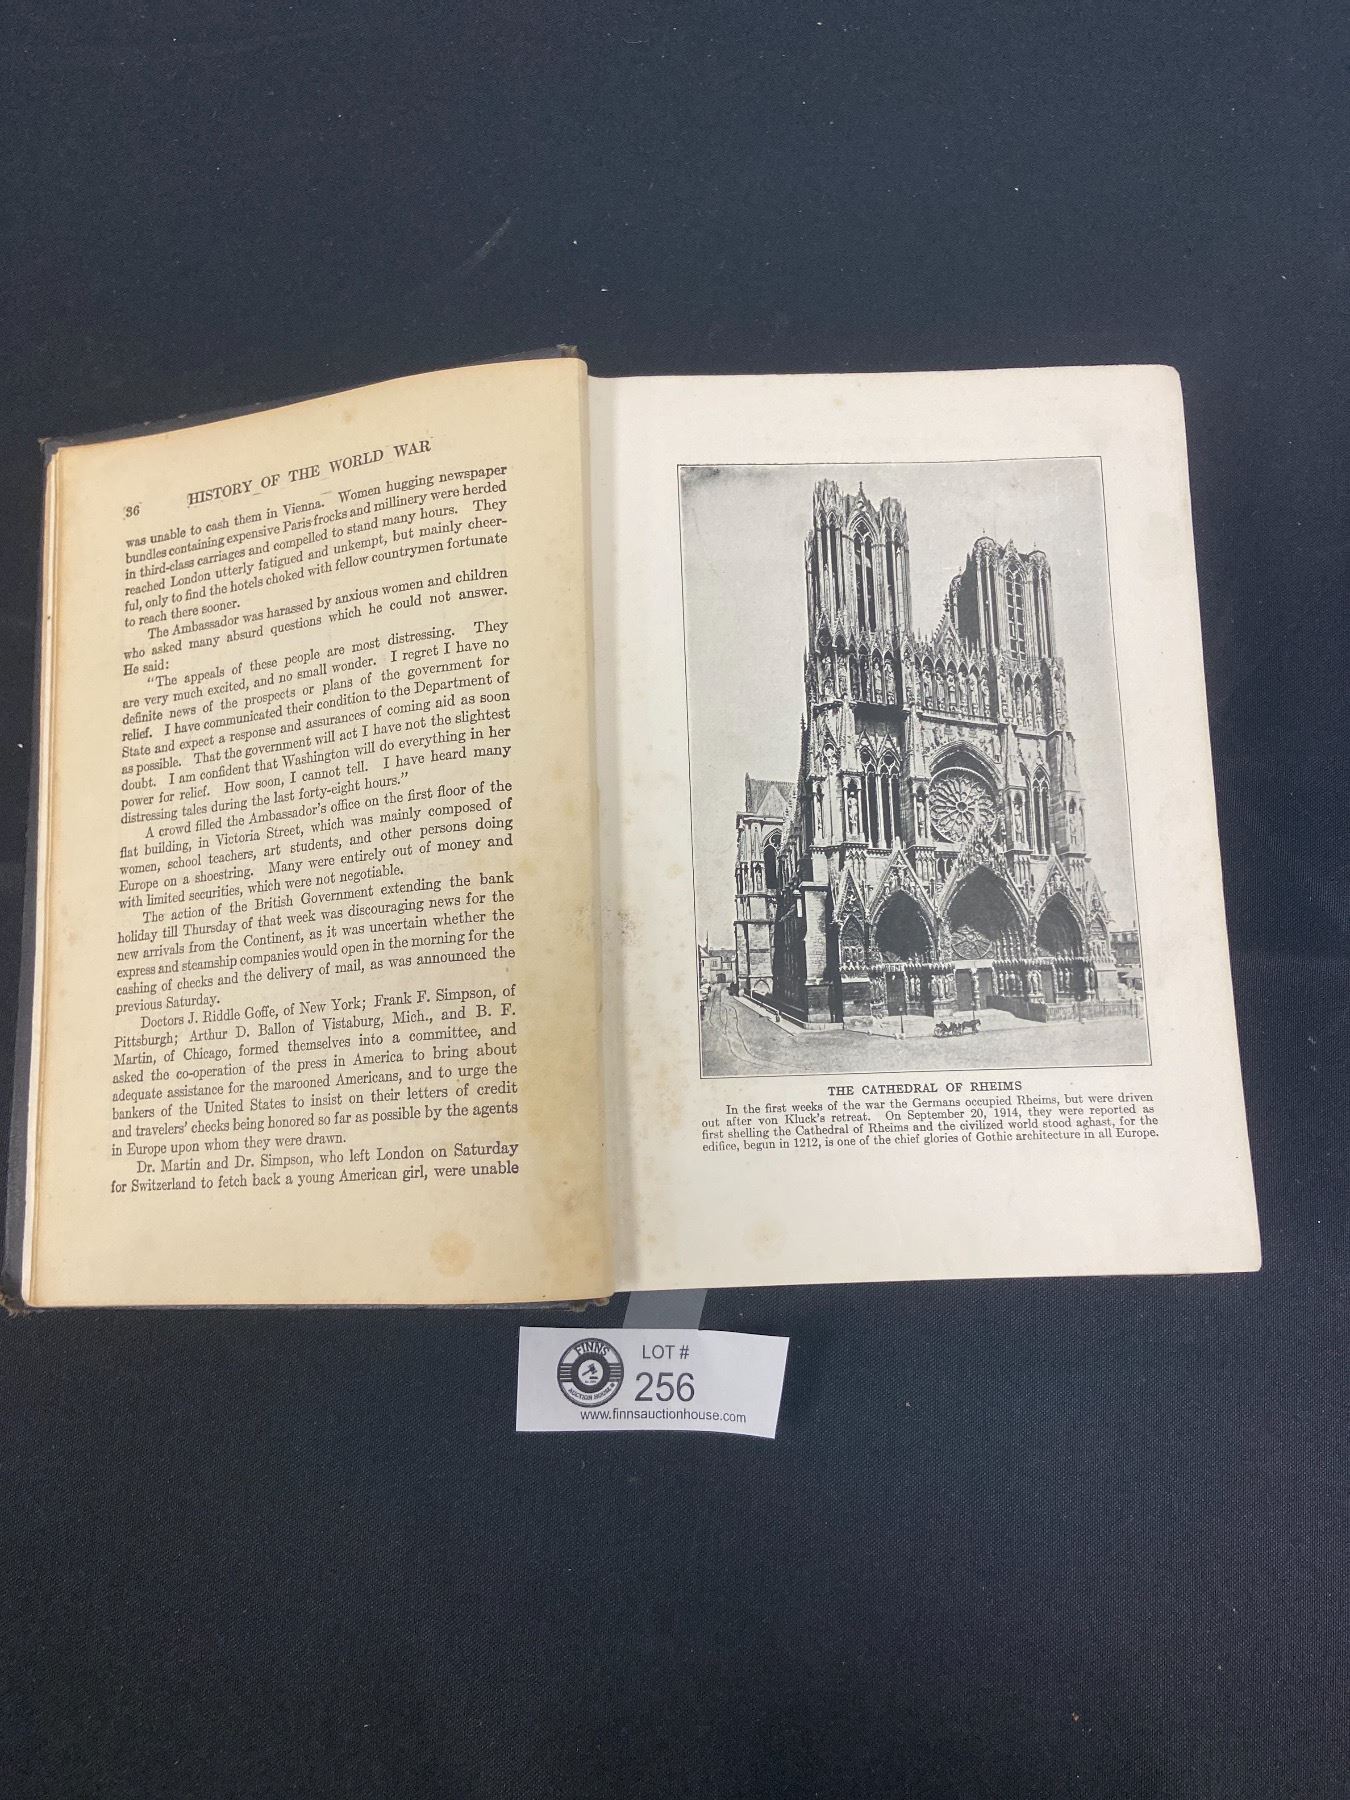 36
HISTORY OF THE WORLD WAR
was unable to cash them in Vienna. Women hugging newspaper
bundles containing expensive Paris frocks and millinery were herded
in third-class carriages and compelled to stand many hours. They
reached London utterly fatigued and unkempt, but mainly cheer-
ful, only to find the hotels choked with fellow countrymen fortunate
to reach there sooner.
The Ambassador was harassed by anxious women and children
who asked many absurd questions which he could not answer.
He said:
"The appeals of these people are most distressing. They
are very much excited, and no small wonder. I regret I have no
definite news of the prospects or plans of the government for
relief. I have communicated their condition to the Department of
State and expect a response and assurances of coming aid as soon
as possible. That the government will act I have not the slightest
doubt. I am confident that Washington will do everything in her
power for relief. How soon, I cannot tell. I have heard many
distressing tales during the last forty-eight hours."
A crowd filled the Ambassador's office on the first floor of the
flat building, in Victoria Street, which was mainly composed of
women, school teachers, art students, and other persons doing
Europe on a shoestring. Many were entirely out of money and
with limited securities, which were not negotiable.
The action of the British Government extending the bank
holiday till Thursday of that week was discouraging news for the
new arrivals from the Continent, as it was uncertain whether the
express and steamship companies would open in the morning for the
cashing of checks and the delivery of mail, as was announced the
previous Saturday.
Doctors J. Riddle Goffe, of New York; Frank F. Simpson, of
Pittsburgh; Arthur D. Ballon of Vistaburg, Mich., and B. F.
Martin, of Chicago, formed themselves into a committee, and
asked the co-operation of the press in America to bring about
adequate assistance for the marooned Americans, and to urge the
bankers of the United States to insist on their letters of credit
and travelers' checks being honored so far as possible by the agents
in Europe upon whom they were drawn.
Dr. Martin and Dr. Simpson, who left London on Saturday
for Switzerland to fetch back a young American girl, were unable
THE CATHEDRAL OF RHEIMS
In the first weeks of the war the Germans occupied Rheims, but were driven
out after von Kluck's retreat. On September 20, 1914, they were reported as
first shelling the Cathedral of Rheims and the civilized world stood aghast, for the
edifice, begun in 1212, is one of the chief glories of Gothic architecture in all Europe.
FINNS
AUCTION HOUSE
LOT #
256
www.finnsauctionhouse.com